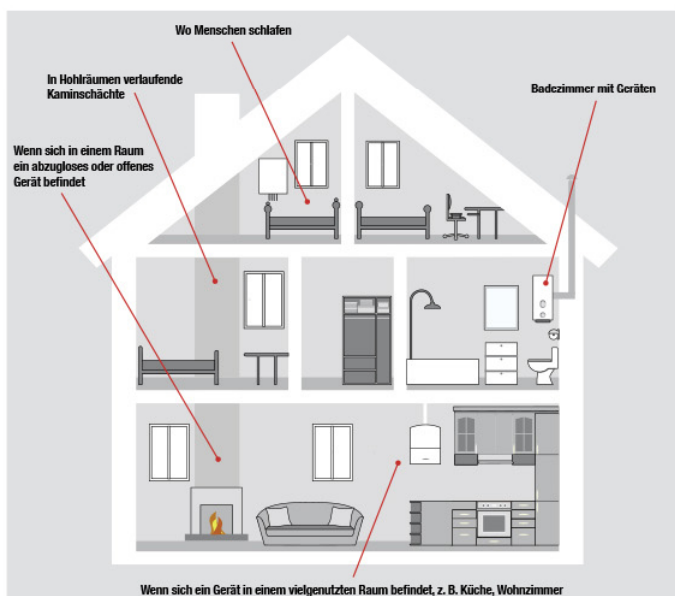 Wo Menschen schlafen
In Hohlräumen verlaufende
Kaminschächte
Badezimmer mit Geräten
Wenn sich in einem Raum
ein abzugloses oder offenes
Gerät befindet
Wenn sich ein Gerät in einem vielgenutzten Raum befindet, z. B. Küche, Wohnzimmer